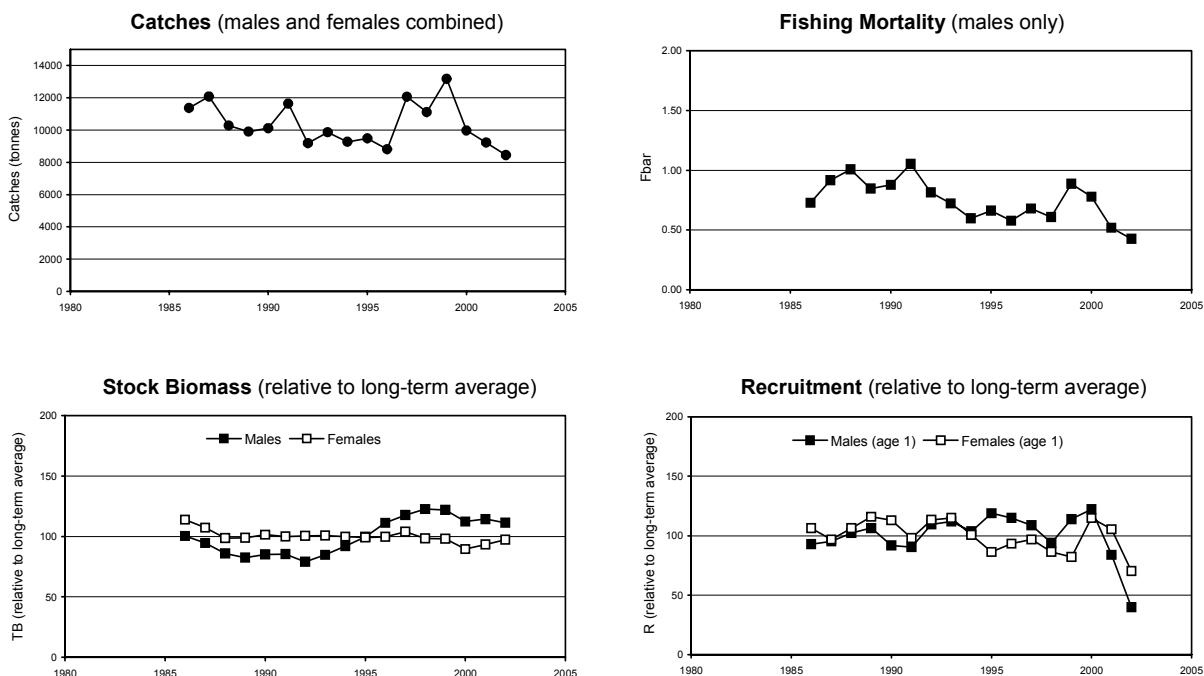 Catches (males and females combined)
14000
12000
10000
8000
6000
4000
2000
0
Catches (tonnes)
1980 1985 1990 1995 2000 2005
Fishing Mortality (males only)
2.00
1.50
1.00
0.50
0.00
Fbar
1980 1985 1990 1995 2000 2005
Stock Biomass (relative to long-term average)
200
150
100
50
0
TB (relative to long-term average)
Males Females
1980 1985 1990 1995 2000 2005
Recruitment (relative to long-term average)
200
150
100
50
0
R (relative to long-term average)
Males (age 1) Females (age 1)
1980 1985 1990 1995 2000 2005